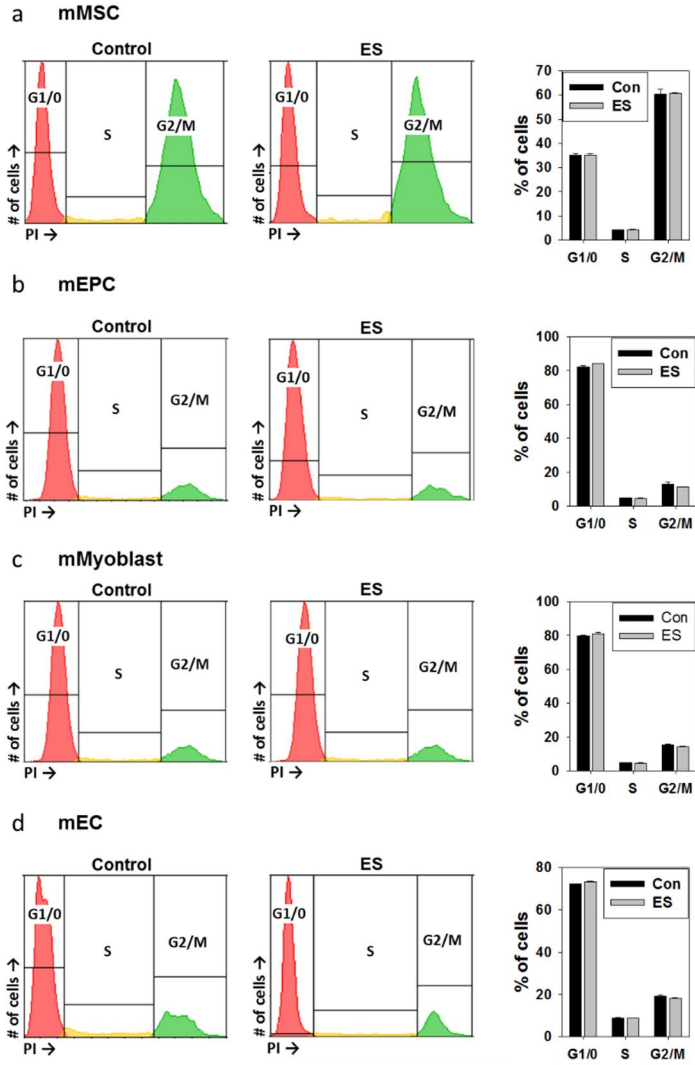 a mMSC
Control
ES
G1/0
S
G2/M
# of cells →
PI →
G1/0
S
G2/M
# of cells →
PI →
% of cells
70
60
50
40
30
20
10
0
Con
ES
G1/0 S G2/M
b mEPC
Control
ES
G1/0
S
G2/M
# of cells →
PI →
G1/0
S
G2/M
# of cells →
PI →
% of cells
100
80
60
40
20
0
Con
ES
G1/0 S G2/M
c mMyoblast
Control
ES
G1/0
S
G2/M
# of cells →
PI →
G1/0
S
G2/M
# of cells →
PI →
% of cells
100
80
60
40
20
0
Con
ES
G1/0 S G2/M
d mEC
Control
ES
G1/0
S
G2/M
# of cells →
PI →
G1/0
S
G2/M
# of cells →
PI →
% of cells
80
60
40
20
0
Con
ES
G1/0 S G2/M